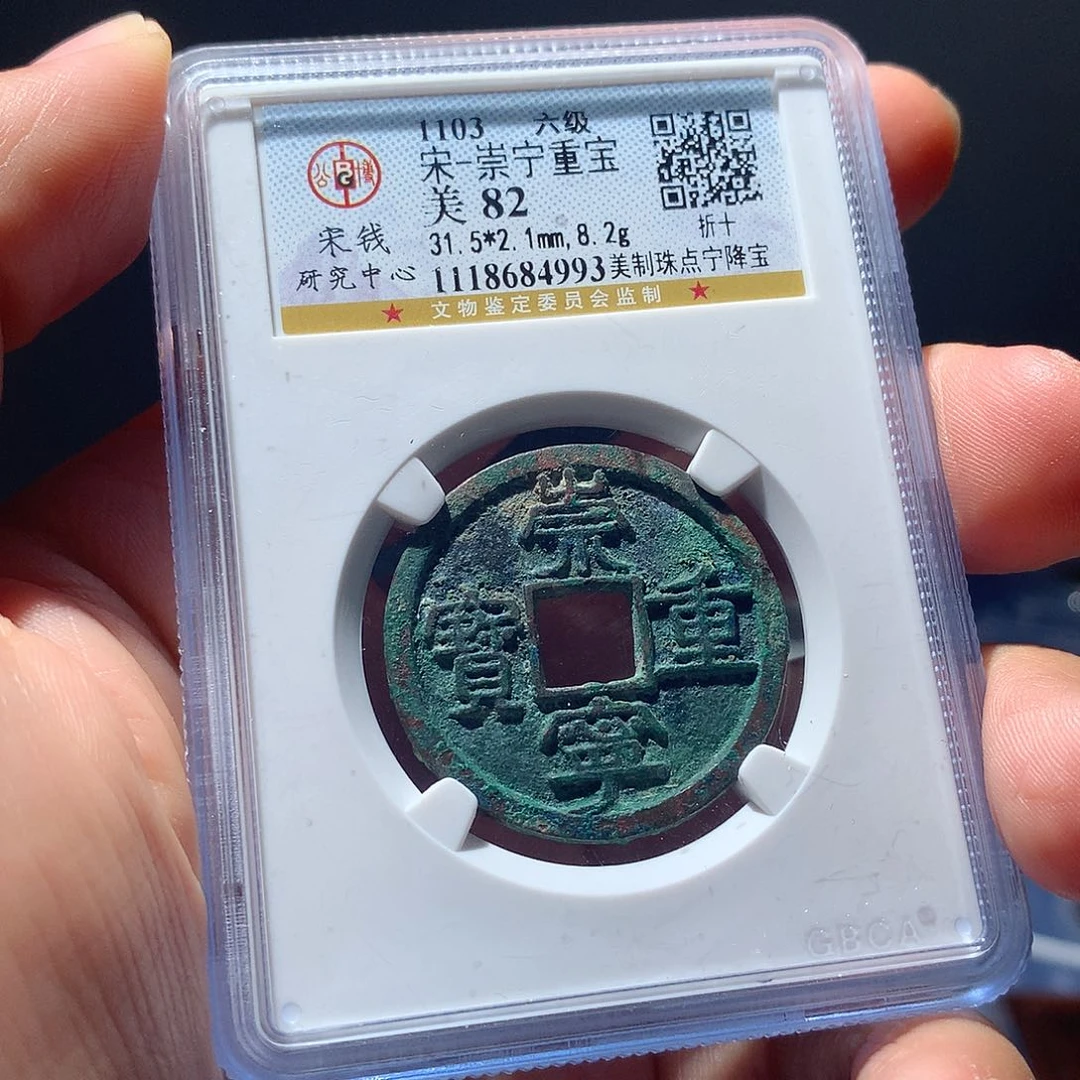 1103 六级
宋-崇宁重宝
美 82
31.5*2.1mm, 8.2g 折十
1118684993 美制珠点宁降宝
公博
宋钱
研究中心
★ 文物鉴定委员会监制 ★
崇
重
寧
寶
GBCA